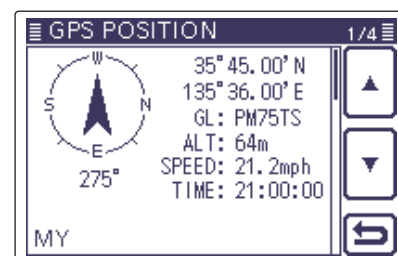 GPS POSITION 1/4
W
S N
E
275°
35°45.00'N
135°36.00'E
GL: PM75TS
ALT: 64m
SPEED: 21.2mph
TIME: 21:00:00
MY